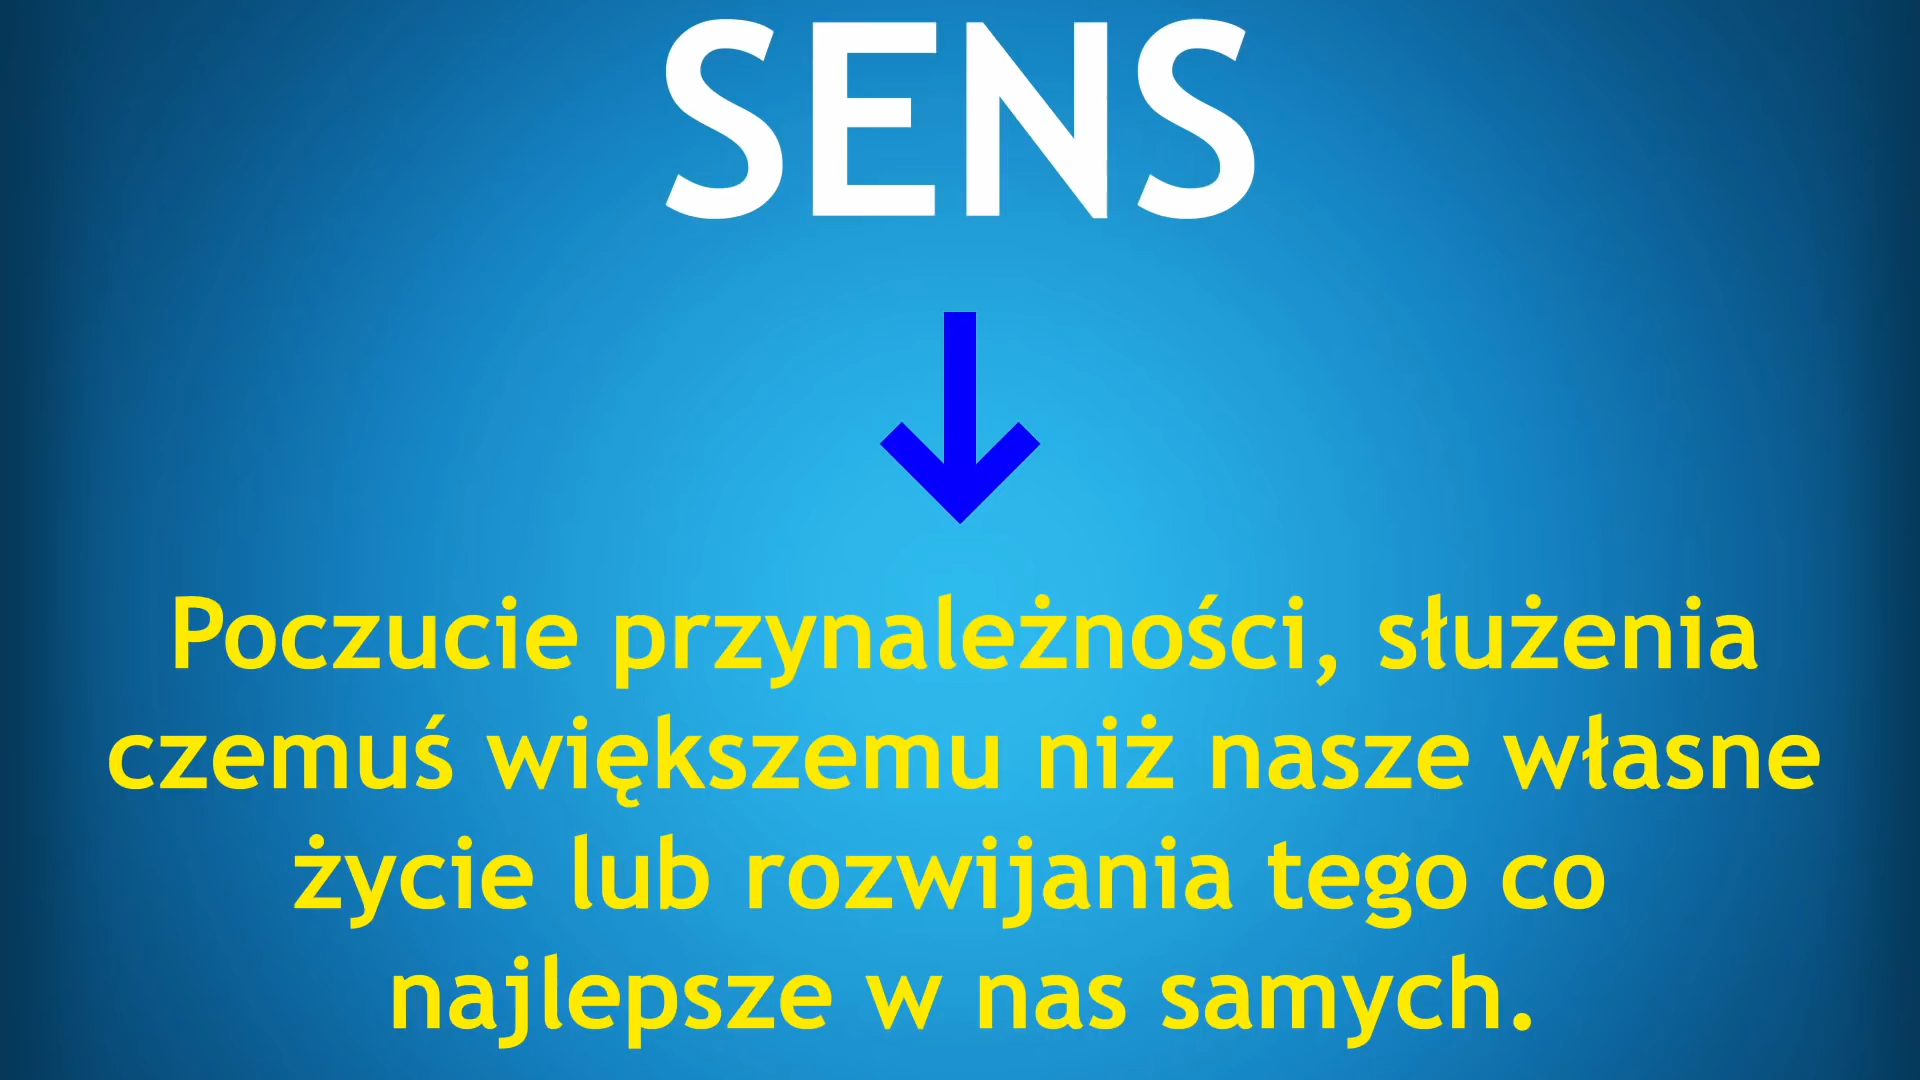 SENS
Poczucie przynależności, służenia
czemuś większemu niż nasze własne
życie lub rozwijania tego co
najlepsze w nas samych.